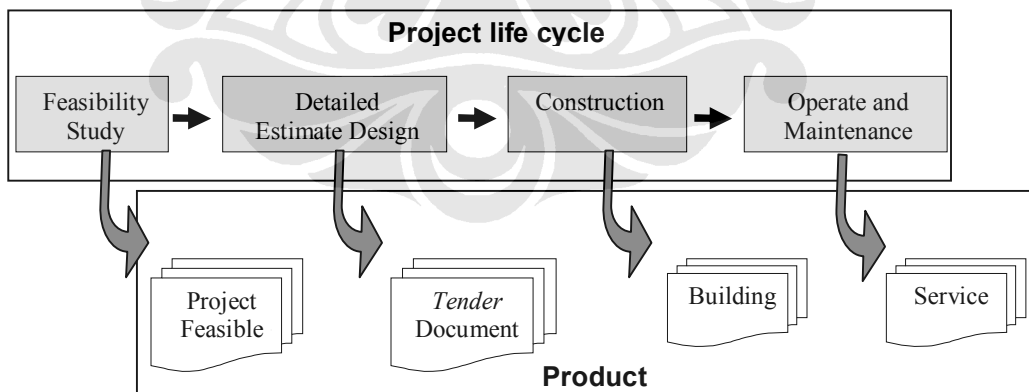 Project life cycle
Feasibility
Study
Detailed
Estimate Design
Construction
Operate and
Maintenance
Project
Feasible
Tender
Document
Building
Service
Product